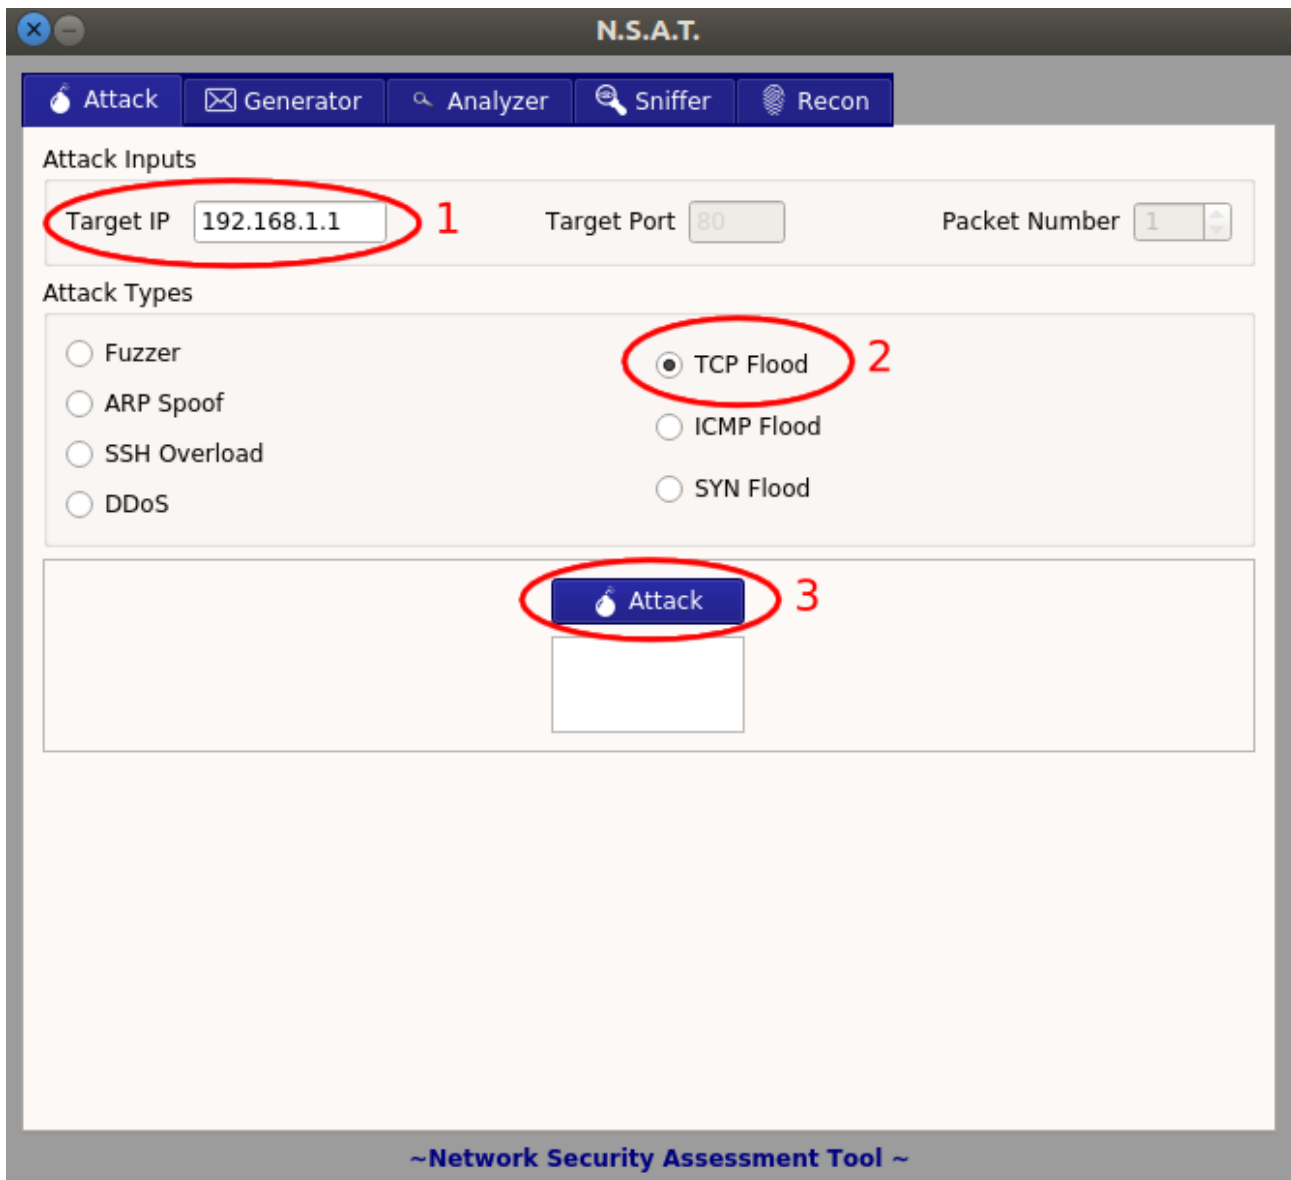 N.S.A.T.
Attack Generator Analyzer Sniffer Recon
Attack Inputs
Target IP 192.168.1.1 1 Target Port 80 Packet Number 1
Attack Types
Fuzzer
ARP Spoof
SSH Overload
DDoS
TCP Flood 2
ICMP Flood
SYN Flood
Attack 3
~Network Security Assessment Tool ~